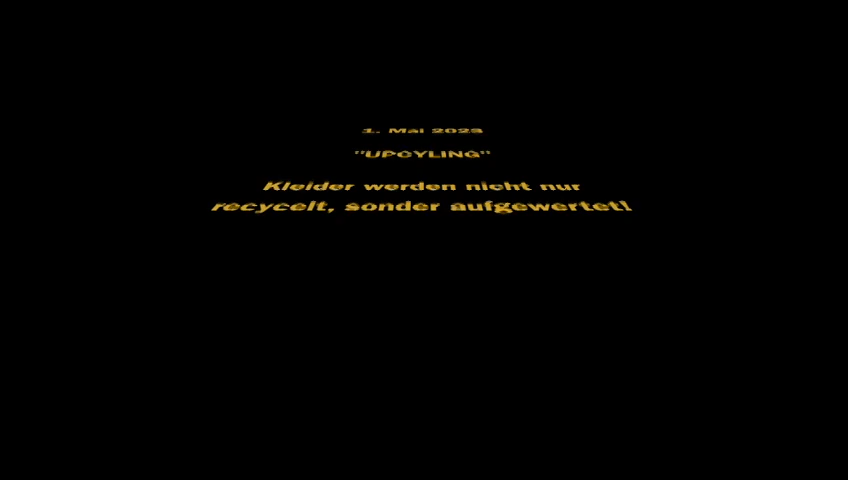 1. Mai 2023
"UPCYLING"
Kleider werden nicht nur
recycelt, sonder aufgewertet!